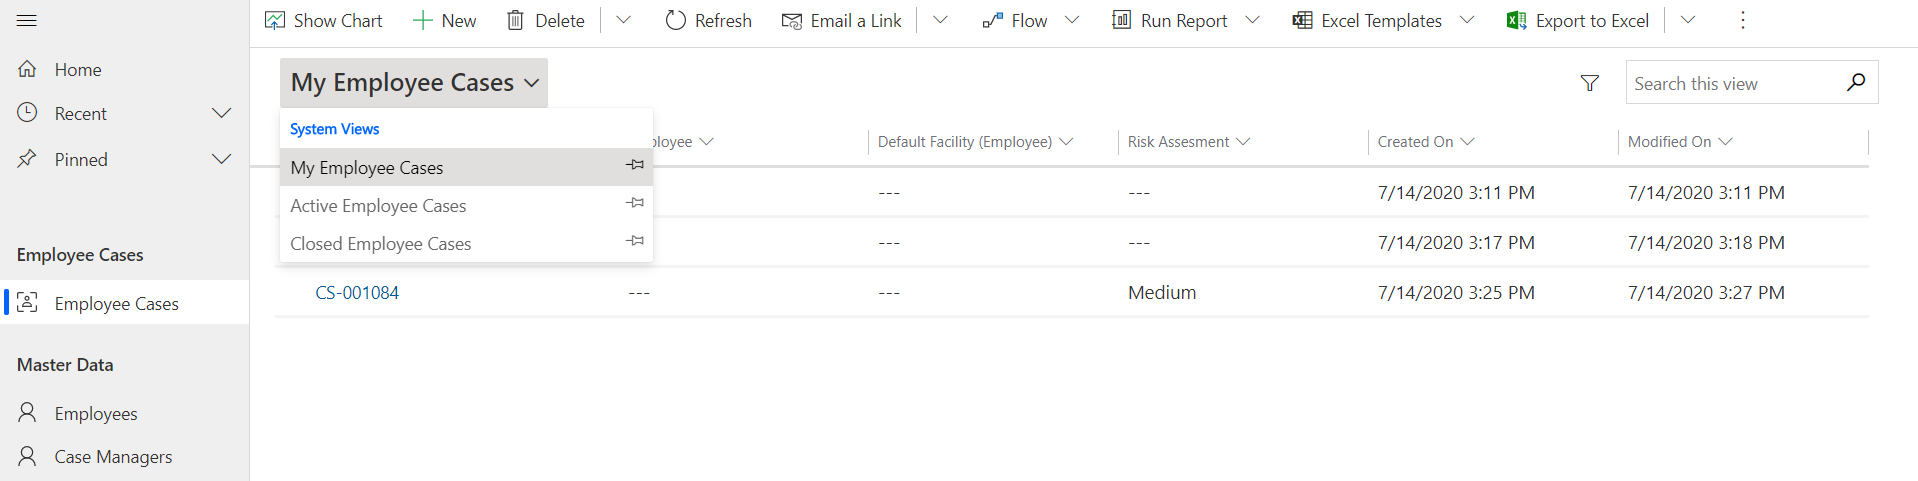 Show Chart New Delete Refresh Email a Link Flow Run Report Excel Templates Export to Excel
Home
Recent
Pinned
Employee Cases
Employee Cases
Master Data
Employees
Case Managers
My Employee Cases
Search this view
System Views
My Employee Cases
Active Employee Cases
Closed Employee Cases
Default Facility (Employee) Risk Assesment Created On Modified On
--- --- 7/14/2020 3:11 PM 7/14/2020 3:11 PM
--- --- 7/14/2020 3:17 PM 7/14/2020 3:18 PM
CS-001084 --- --- Medium 7/14/2020 3:25 PM 7/14/2020 3:27 PM